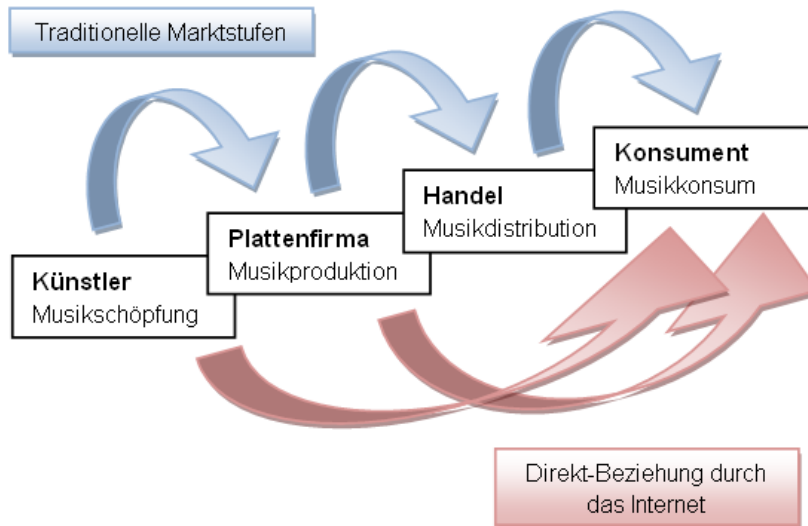 Traditionelle Marktstufen
Konsument
Musikkonsum
Handel
Musikdistribution
Plattenfirma
Musikproduktion
Künstler
Musikschöpfung
Direkt-Beziehung durch
das Internet